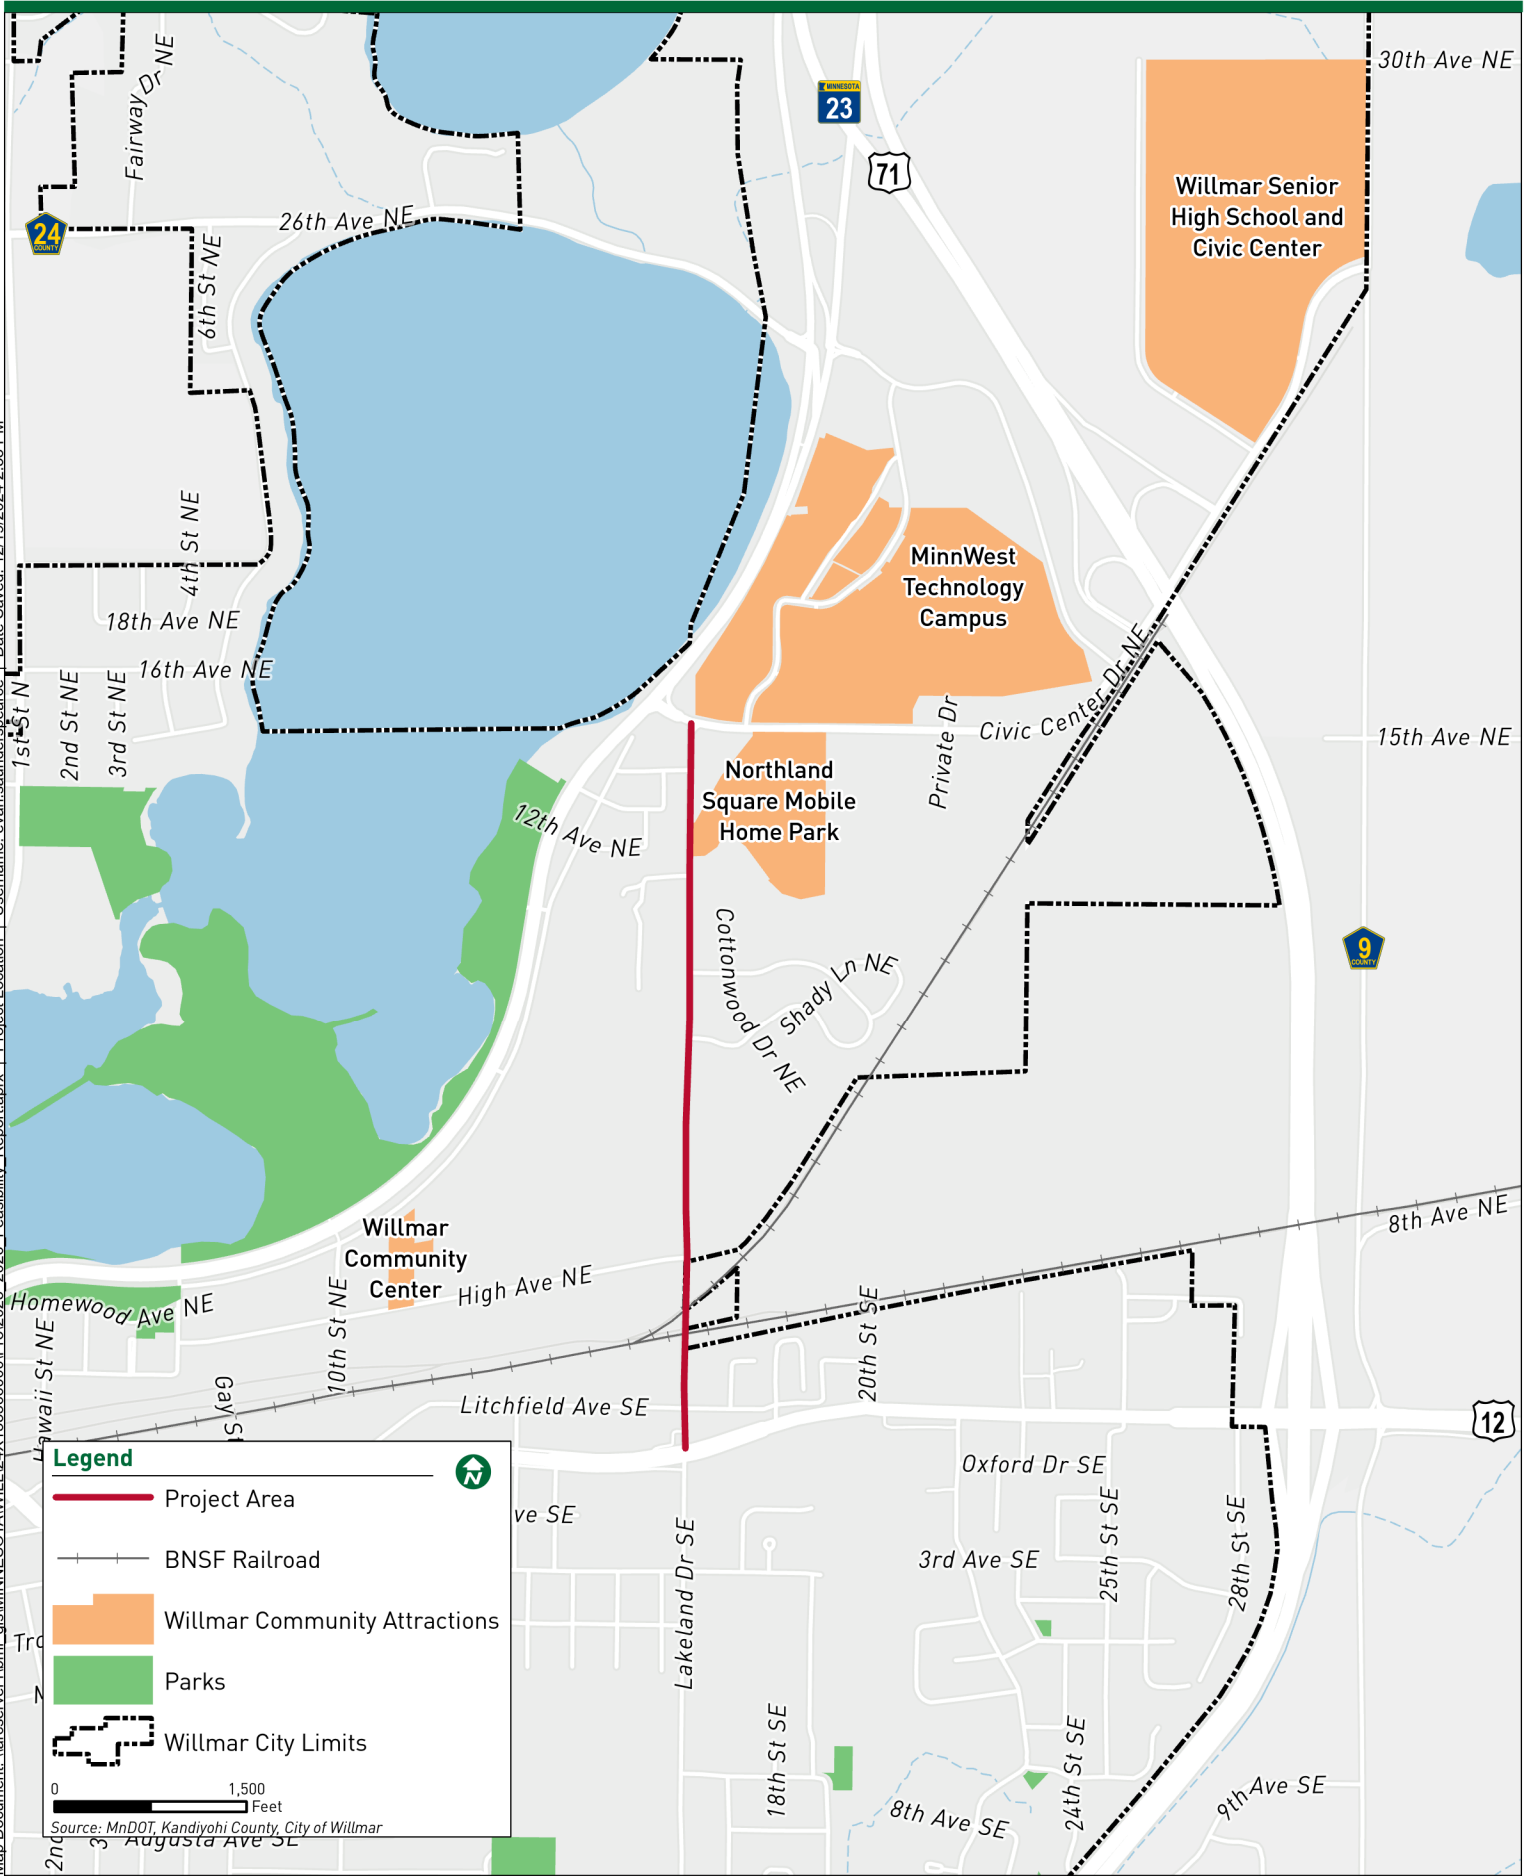 30th Ave NE
Fairway Dr NE
MINNESOTA
23
71
Willmar Senior
High School and
Civic Center
24
COUNTY
26th Ave NE
6th St NE
4th St NE
MinnWest
Technology
Campus
18th Ave NE
16th Ave NE
1st St N
2nd St NE
3rd St NE
Civic Center Dr NE
Private Dr
15th Ave NE
Northland
Square Mobile
Home Park
12th Ave NE
Cottonwood Dr NE
Shady Ln NE
9
COUNTY
8th Ave NE
Willmar
Community
Center
High Ave NE
Homewood Ave NE
10th St NE
Hawaii St NE
20th St SE
Gay St
Litchfield Ave SE
12
Oxford Dr SE
Legend
N
Project Area
BNSF Railroad
Willmar Community Attractions
Parks
Willmar City Limits
0 1,500
Feet
Source: MnDOT, Kandiyohi County, City of Willmar
ve SE
Lakeland Dr SE
3rd Ave SE
25th St SE
28th St SE
18th St SE
24th St SE
8th Ave SE
9th Ave SE
Augusta Ave SE